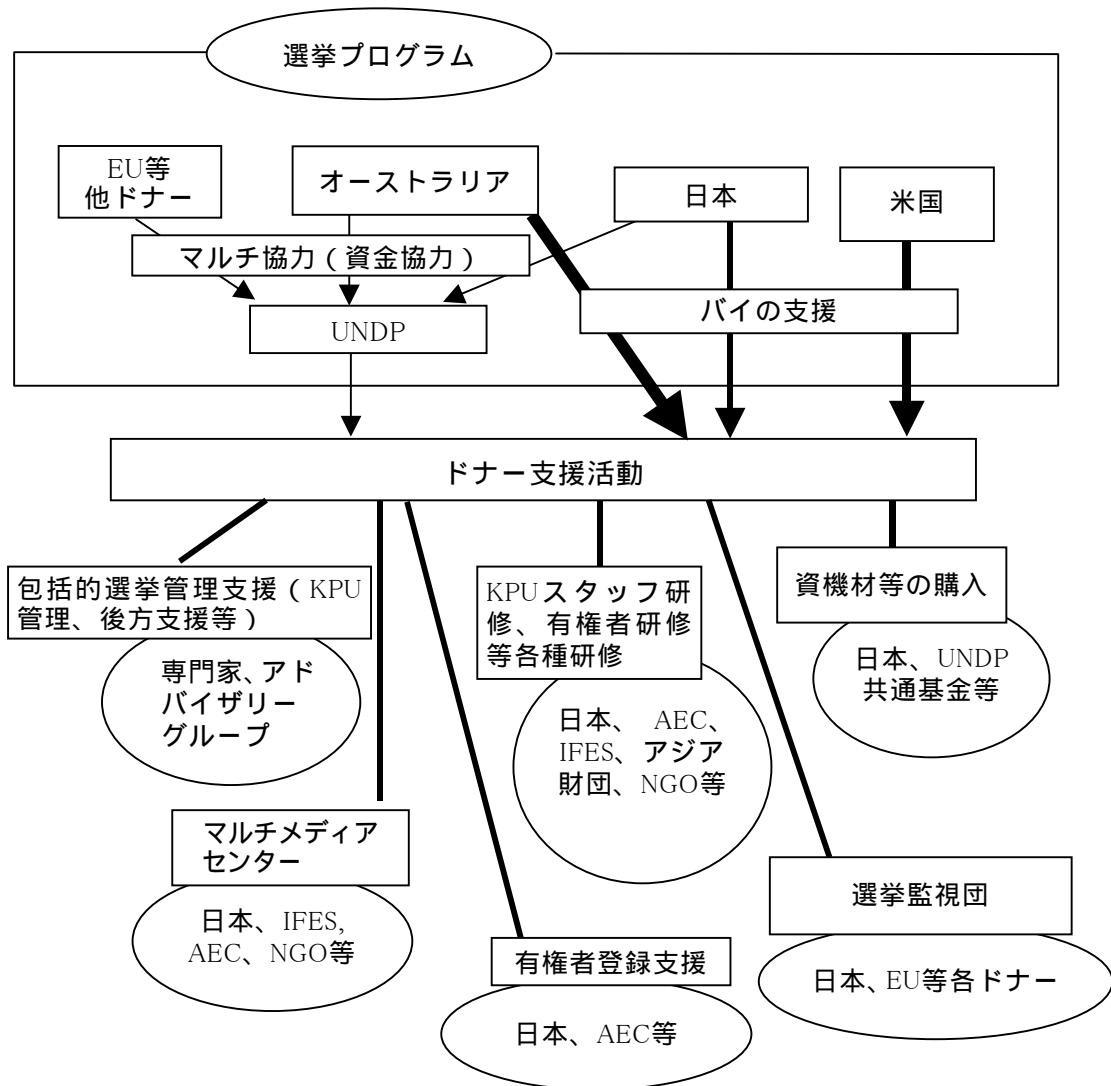 選挙プログラム
EU等
他ドナー
オーストラリア
日本
米国
マルチ協力（資金協力）
バイの支援
UNDP
ドナー支援活動
包括的選挙管理支援（KPU
管理、後方支援等）
専門家、アド
バイザリー
グループ
KPUスタッフ研
修、有権者研修
等各種研修
日本、 AEC、
IFES、アジア
財団、NGO等
資機材等の購入
日本、UNDP
共通基金等
マルチメディア
センター
日本、IFES,
AEC、NGO等
有権者登録支援
日本、AEC等
選挙監視団
日本、EU等各ドナー